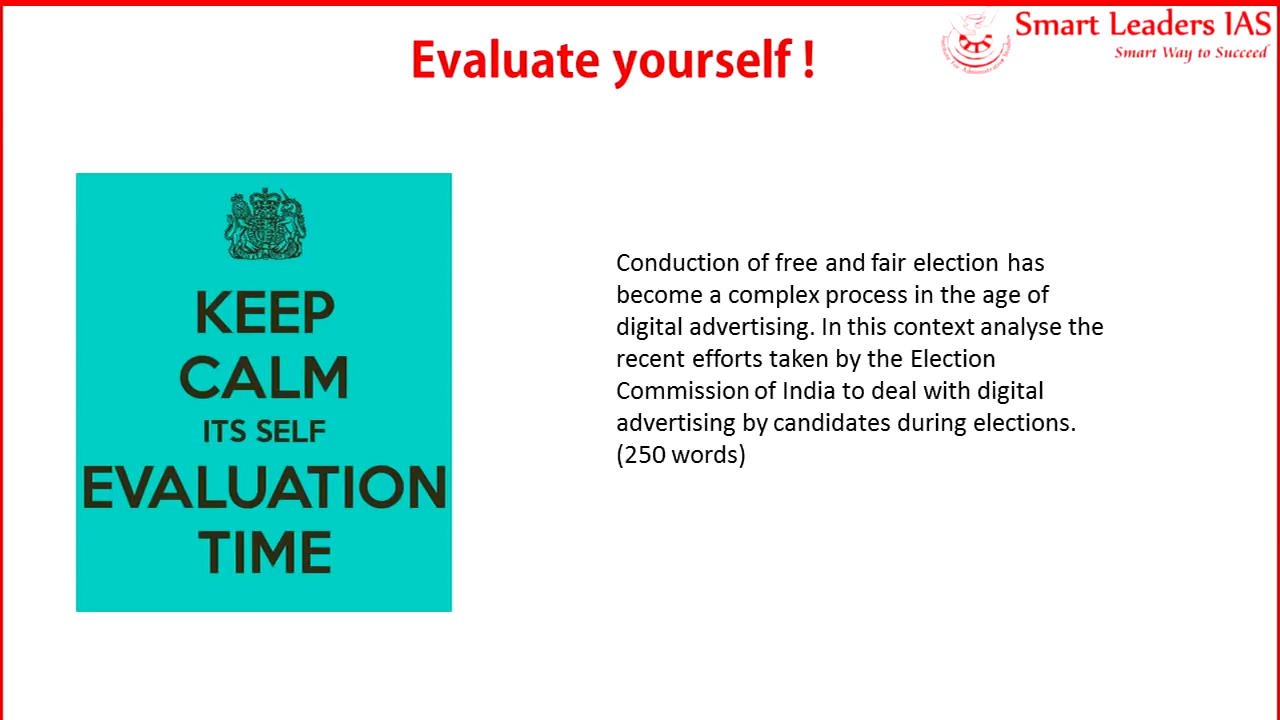 Smart Leaders IAS
Smart Way to Succeed
Evaluate yourself !
KEEP
CALM
ITS SELF
EVALUATION
TIME
Conduction of free and fair election has
become a complex process in the age of
digital advertising. In this context analyse the
recent efforts taken by the Election
Commission of India to deal with digital
advertising by candidates during elections.
(250 words)